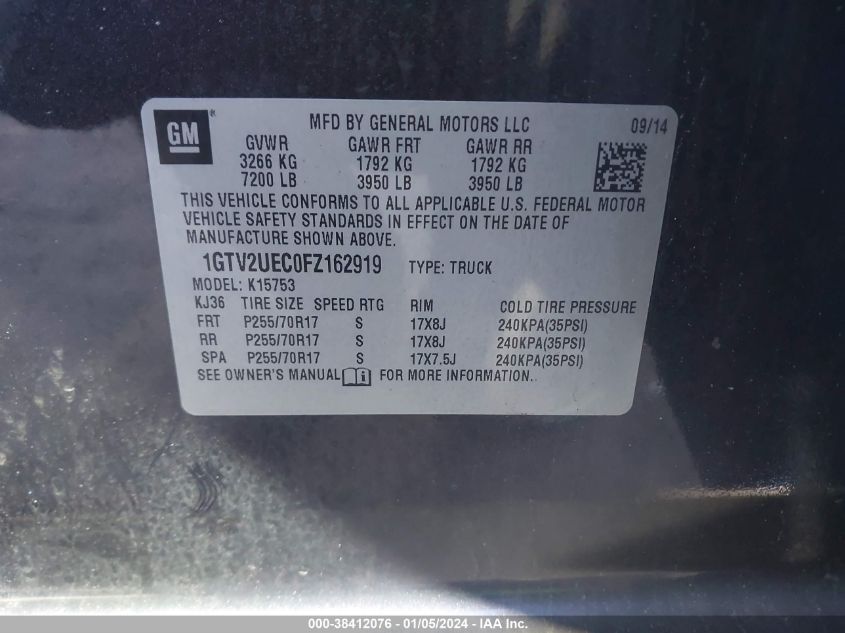 GM
MFD BY GENERAL MOTORS LLC 09/14
GVWR GAWR FRT GAWR RR
3266 KG 1792 KG 1792 KG
7200 LB 3950 LB 3950 LB
THIS VEHICLE CONFORMS TO ALL APPLICABLE U.S. FEDERAL MOTOR
VEHICLE SAFETY STANDARDS IN EFFECT ON THE DATE OF
MANUFACTURE SHOWN ABOVE.
1GTV2UEC0FZ162919 TYPE: TRUCK
MODEL: K15753
KJ36 TIRE SIZE SPEED RTG RIM COLD TIRE PRESSURE
FRT P255/70R17 S 17X8J 240KPA(35PSI)
RR P255/70R17 S 17X8J 240KPA(35PSI)
SPA P255/70R17 S 17X7.5J 240KPA(35PSI)
SEE OWNER'S MANUAL i FOR MORE INFORMATION.
000-38412076 - 01/05/2024 - IAA Inc.